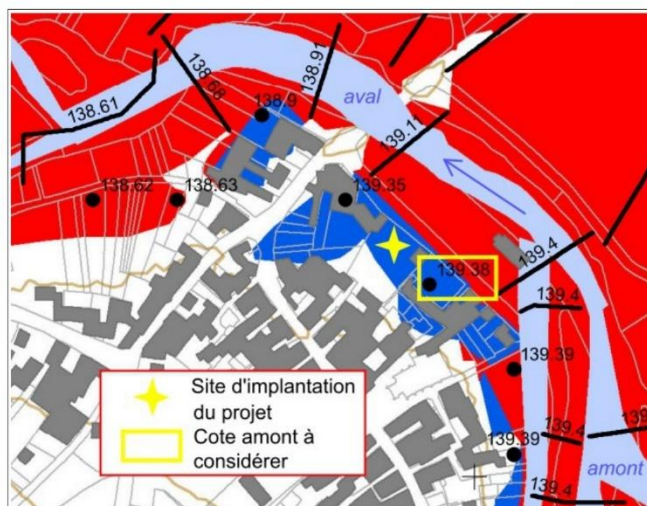 138.91
138.68
138.61
138.9
aval
139.11
138.62
138.63
139.35
139.38
139.4
139.4
139.39
139.39
139.4
139.4
amont
Site d'implantation
du projet
Cote amont à
considérer